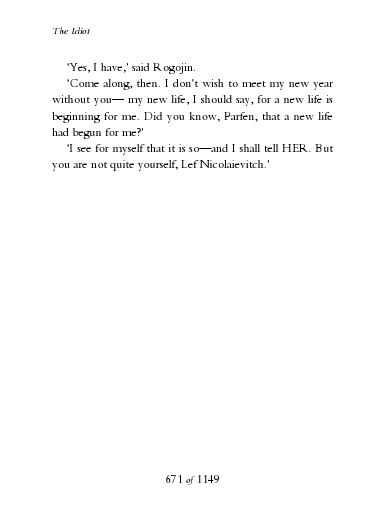 The Idiot
‘Yes, I have,’ said Rogojin.
‘Come along, then. I don’t wish to meet my new year
without you— my new life, I should say, for a new life is
beginning for me. Did you know, Parfen, that a new life
had begun for me?’
‘I see for myself that it is so—and I shall tell HER. But
you are not quite yourself, Lef Nicolaievitch.’
671 of 1149